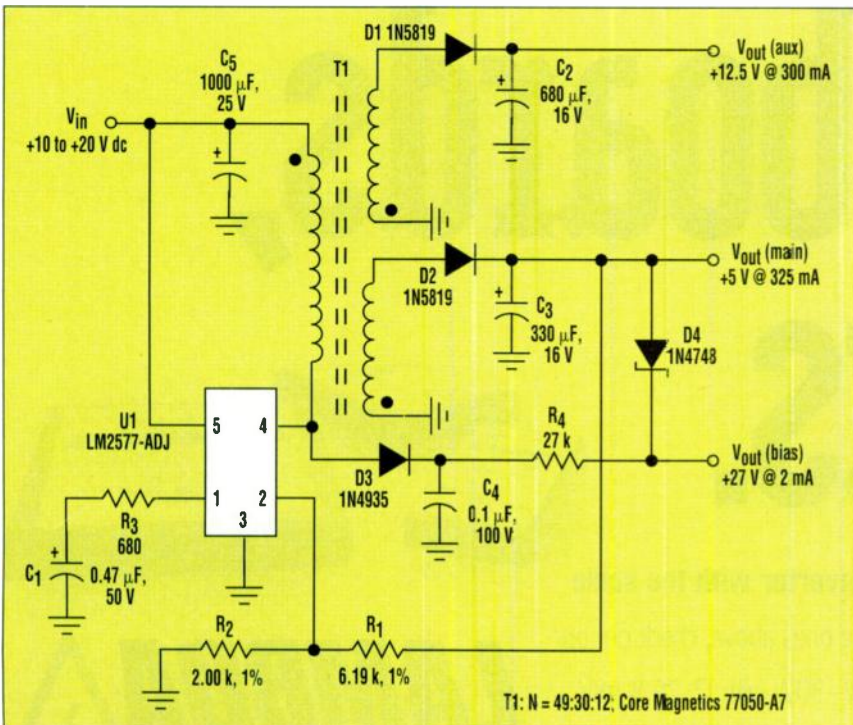 D1 1N5819
V_out (aux)
+12.5 V @ 300 mA
C5
1000 µF,
25 V
T1
C2
680 µF,
16 V
V_in
+10 to +20 V dc
+
+
D2
1N5819
V_out (main)
+5 V @ 325 mA
+
C3
330 µF,
16 V
D4
1N4748
U1
LM2577-ADJ
5
4
1
2
3
R4
27 k
V_out (bias)
+27 V @ 2 mA
D3
1N4935
C4
0.1 µF,
100 V
R3
680
+
C1
0.47 µF,
50 V
R2
2.00 k, 1%
R1
6.19 k, 1%
T1: N = 49:30:12; Core Magnetics 77050-A7